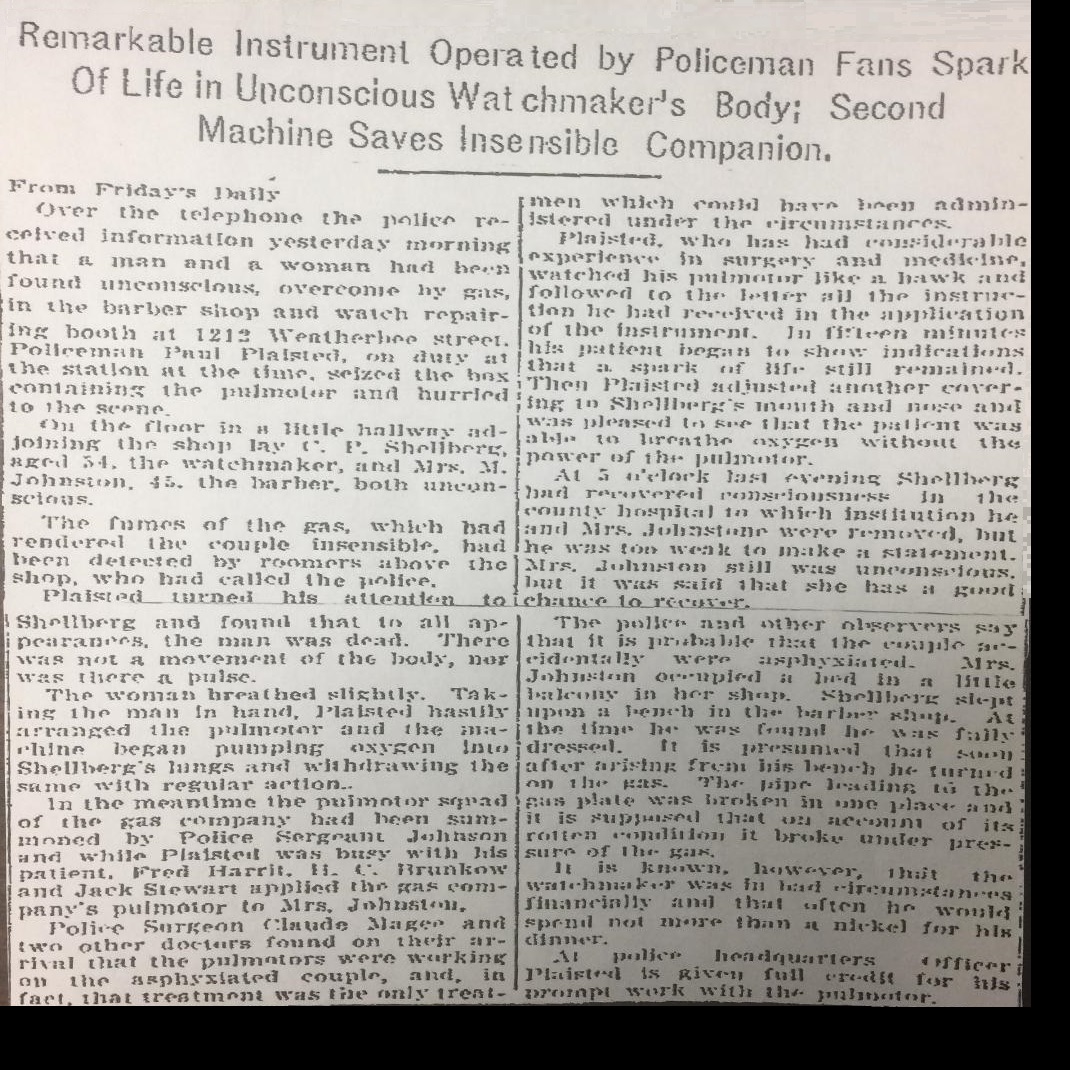 Remarkable Instrument Operated by Policeman Fans Spark
Of Life in Unconscious Watchmaker's Body; Second
Machine Saves Insensible Companion.
From Friday's Daily
Over the telephone the police re-
ceived information yesterday morning
that a man and a woman had been
found unconscious, overcome by gas,
in the barber shop and watch repair-
ing booth at 1212 Weatherbee street.
Policeman Paul Plaisted, on duty at
the station at the time, seized the box
containing the pulmotor and hurried
to the scene.
On the floor in a little hallway ad-
joining the shop lay C. P. Shellberg,
aged 54, the watchmaker, and Mrs. M.
Johnston, 45, the barber, both uncon-
scious.
The fumes of the gas, which had
rendered the couple insensible, had
been detected by roomers above the
shop, who had called the police.
Plaisted turned his attention to
Shellberg and found that to all ap-
pearances, the man was dead. There
was not a movement of the body, nor
was there a pulse.
The woman breathed slightly. Tak-
ing the man in hand, Plaisted hastily
arranged the pulmotor and the ma-
chine began pumping oxygen into
Shellberg's lungs and withdrawing the
same with regular action..
In the meantime the pulmotor squad
of the gas company had been sum-
moned by Police Sergeant Johnson
and while Plaisted was busy with his
patient, Fred Harrit, H. C. Brunkow
and Jack Stewart applied the gas com-
pany's pulmotor to Mrs. Johnston.
Police Surgeon Claude Magee and
two other doctors found on their ar-
rival that the pulmotors were working
on the asphyxiated couple, and, in
fact, that treatment was the only treat-
men which could have been admin-
istered under the circumstances.
Plaisted, who has had considerable
experience in surgery and medicine,
watched his pulmotor like a hawk and
followed to the letter all the instruc-
tion he had received in the application
of the instrument. In fifteen minutes
his patient began to show indications
that a spark of life still remained.
Then Plaisted adjusted another cover-
ing to Shellberg's mouth and nose and
was pleased to see that the patient was
able to breathe oxygen without the
power of the pulmotor.
At 5 o'clock last evening Shellberg
had recovered consciousness in the
county hospital to which institution he
and Mrs. Johnstone were removed, but
he was too weak to make a statement.
Mrs. Johnston still was unconscious,
but it was said that she has a good
chance to recover.
The police and other observers say
that it is probable that the couple ac-
cidentally were asphyxiated. Mrs.
Johnston occupied a bed in a little
balcony in her shop. Shellberg slept
upon a bench in the barber shop. At
the time he was found he was fully
dressed. It is presumed that soon
after arising from his bench he turned
on the gas. The pipe leading to the
gas plate was broken in one place and
it is supposed that on account of its
rotten condition it broke under pres-
sure of the gas.
It is known, however, that the
watchmaker was in bad circumstances
financially and that often he would
spend not more than a nickel for his
dinner.
At police headquarters Officer
Plaisted is given full credit for his
prompt work with the pulmotor.